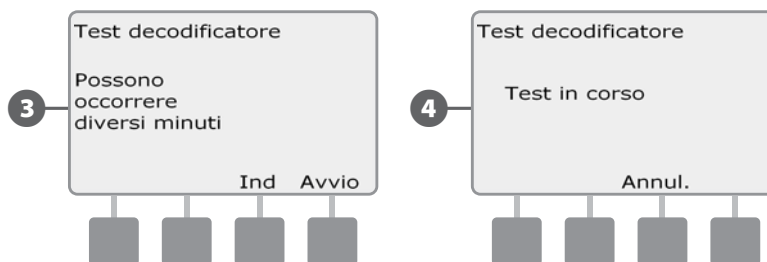 Test decodificatore
Possono
occorrere
diversi minuti
Ind Avvio
3
Test decodificatore
Test in corso
Annul.
4